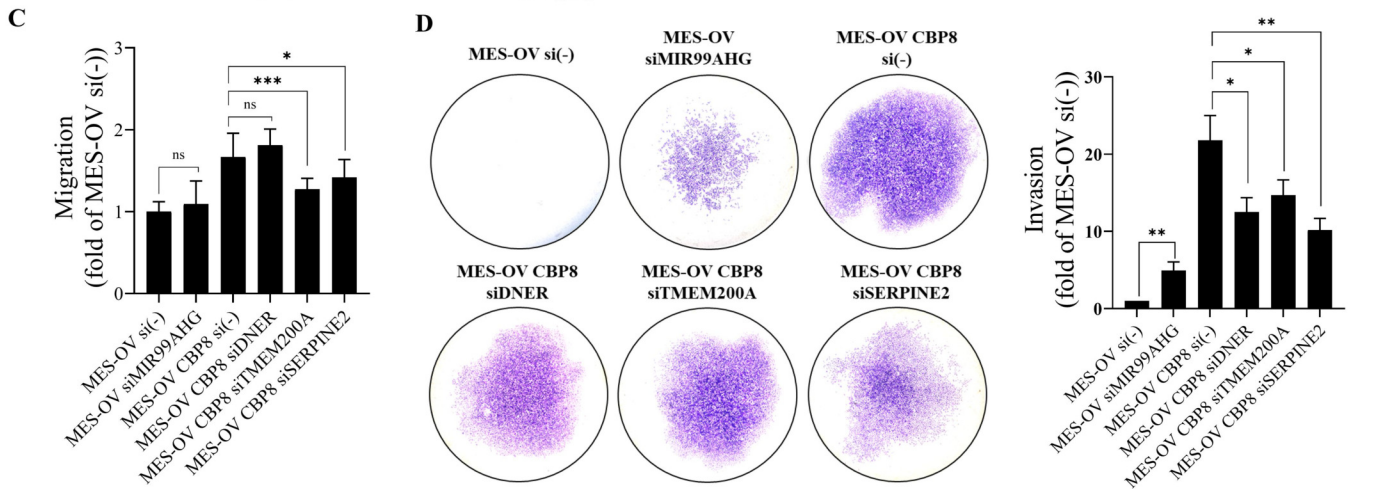 C
3
2
1
0
Migration
(fold of MES-OV si(-))
ns
ns
***
*
MES-OV si(-)
MES-OV siMIR99AHG
MES-OV CBP8 si(-)
MES-OV CBP8 siDNER
MES-OV CBP8 siTMEM200A
MES-OV CBP8 siSERPINE2
D
MES-OV si(-)
MES-OV
siMIR99AHG
MES-OV CBP8
si(-)
MES-OV CBP8
siDNER
MES-OV CBP8
siTMEM200A
MES-OV CBP8
siSERPINE2
30
20
10
0
Invasion
(fold of MES-OV si(-))
**
*
*
**
MES-OV si(-)
MES-OV siMIR99AHG
MES-OV CBP8 si(-)
MES-OV CBP8 siDNER
MES-OV CBP8 siTMEM200A
MES-OV CBP8 siSERPINE2